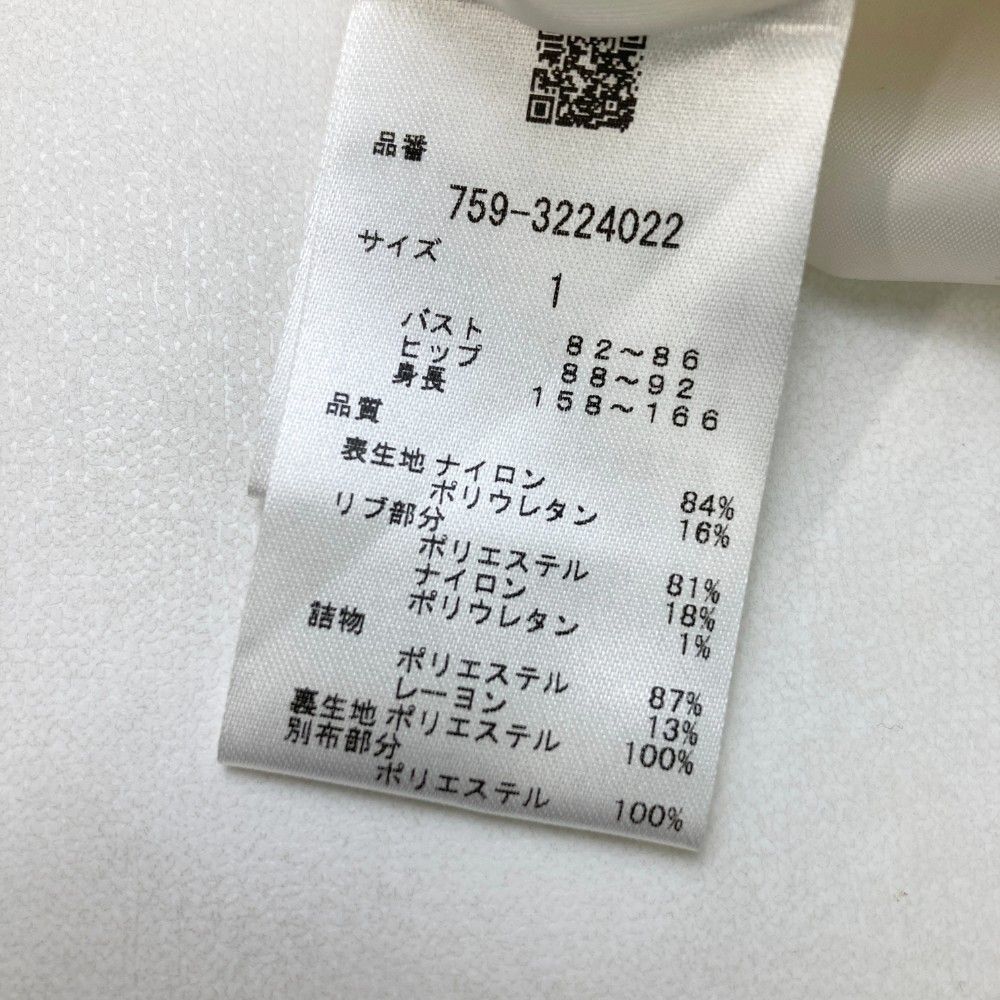 品番
759-3224022
サイズ
1
バスト 82～86
ヒップ 88～92
身長 158～166
品質
表生地 ナイロン 84%
ポリウレタン 16%
リブ部分
ポリエステル 81%
ナイロン 18%
ポリウレタン 1%
詰物
ポリエステル 87%
レーヨン 13%
裏生地 ポリエステル 100%
別布部分
ポリエステル 100%